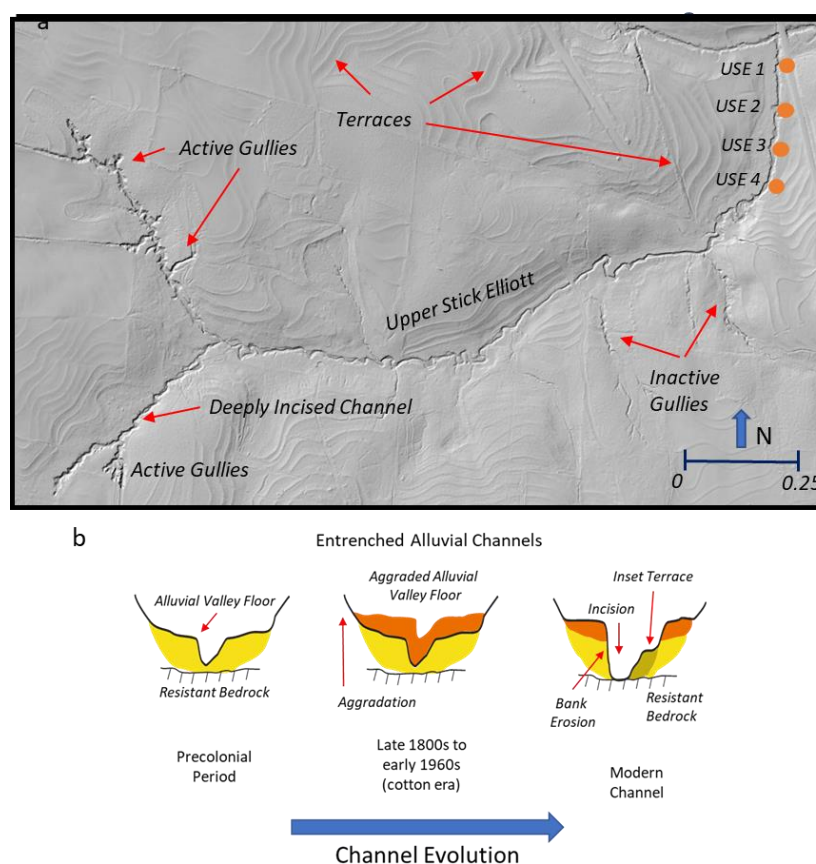 a
USE 1
USE 2
USE 3
USE 4
Terraces
Active Gullies
Upper Stick Elliott
Inactive
Gullies
Deeply Incised Channel
Active Gullies
N
0
0.25
b
Entrenched Alluvial Channels
Alluvial Valley Floor
Aggraded Alluvial
Valley Floor
Inset Terrace
Incision
Resistant Bedrock
Aggradation
Bank
Erosion
Resistant
Bedrock
Precolonial
Period
Late 1800s to
early 1960s
(cotton era)
Modern
Channel
Channel Evolution